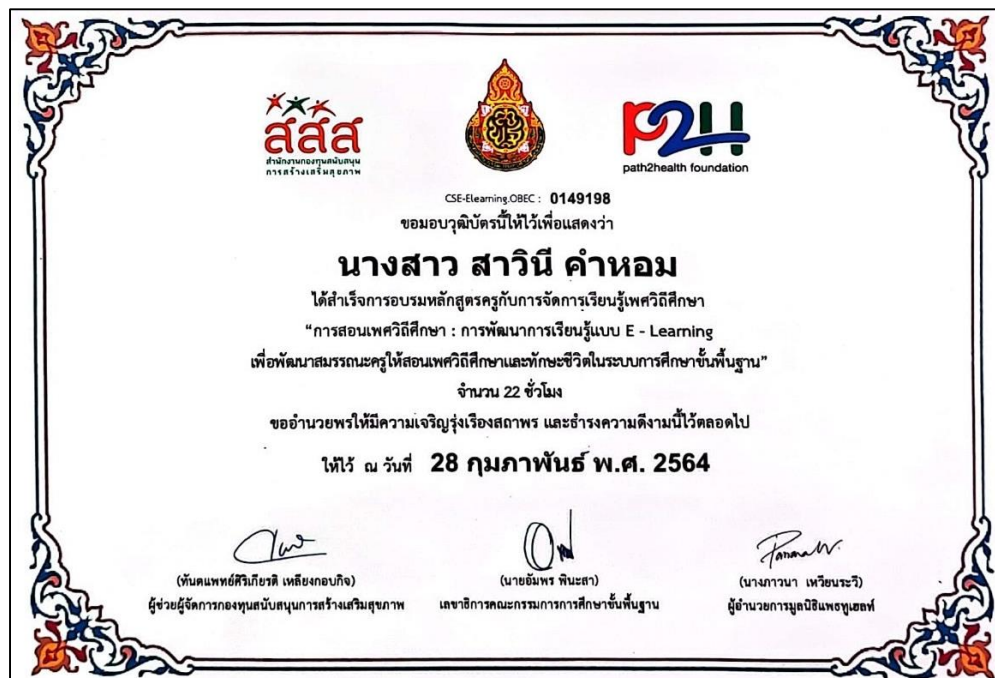 สสส
สำนักงานกองทุนสนับสนุน
การสร้างเสริมสุขภาพ
P2H
path2health foundation
CSE-Elearning.OBEC : 0149198
ขอมอบวุฒิบัตรนี้ให้ไว้เพื่อแสดงว่า
นางสาว สาวินี คำหอม
ได้สำเร็จการอบรมหลักสูตรครูกับการจัดการเรียนรู้เพศวิถีศึกษา
“การสอนเพศวิถีศึกษา : การพัฒนาการเรียนรู้แบบ E - Learning
เพื่อพัฒนาสมรรถนะครูให้สอนเพศวิถีศึกษาและทักษะชีวิตในระบบการศึกษาขั้นพื้นฐาน”
จำนวน 22 ชั่วโมง
ขออำนวยพรให้มีความเจริญรุ่งเรืองสถาพร และธำรงความดีงามนี้ไว้ตลอดไป
ให้ไว้ ณ วันที่ 28 กุมภาพันธ์ พ.ศ. 2564
(ทันตแพทย์ศิริเกียรติ เหลียงกอบกิจ)
ผู้ช่วยผู้จัดการกองทุนสนับสนุนการสร้างเสริมสุขภาพ
(นายอัมพร พินะสา)
เลขาธิการคณะกรรมการการศึกษาขั้นพื้นฐาน
(นางภาวนา เหวียนระวี)
ผู้อำนวยการมูลนิธิแพธทูเฮลท์